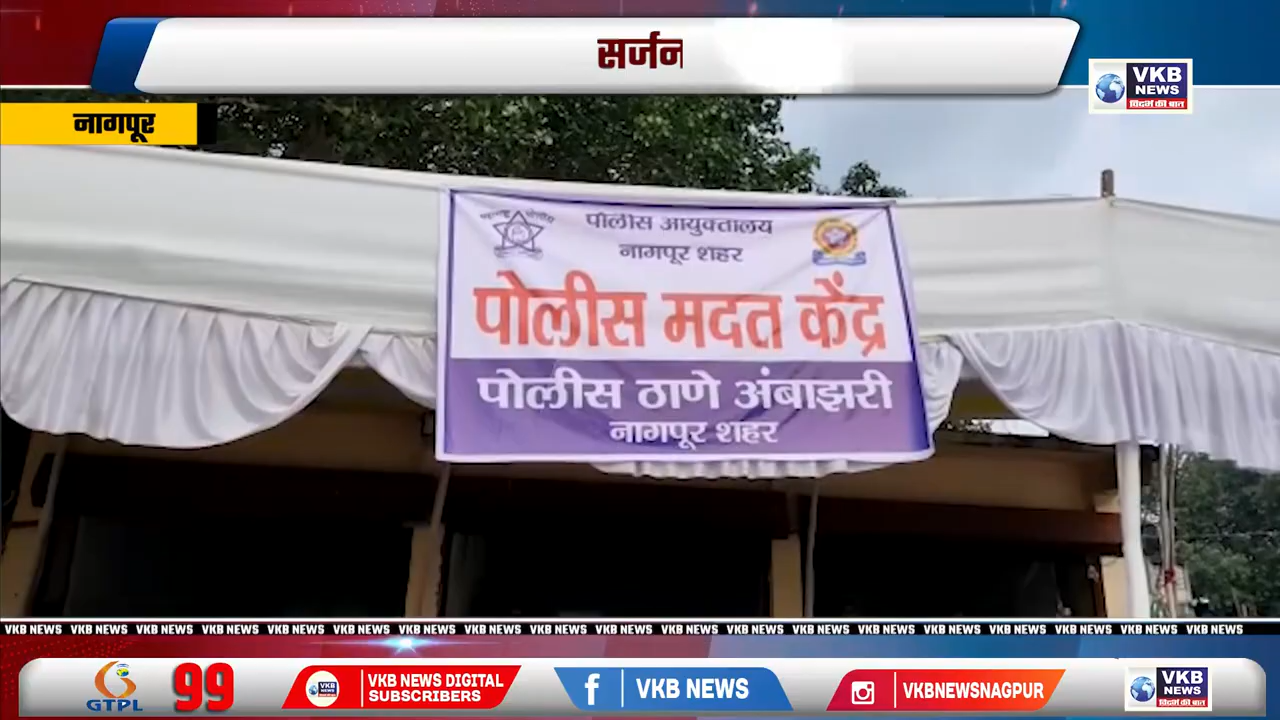 सर्जन
VKB
NEWS
विदर्भ की बात
नागपूर
पोलीस आयुक्तालय
नागपूर शहर
पोलीस मदत केंद्र
पोलीस ठाणे अंबाझरी
नागपूर शहर
VKB NEWS VKB NEWS VKB NEWS VKB NEWS VKB NEWS VKB NEWS VKB NEWS VKB NEWS VKB NEWS VKB NEWS VKB NEWS VKB NEWS VKB NEWS VKB NEWS VKB NEWS VKB NEWS VKB NEWS VKB NEWS VKB NEWS
GTPL
99
VKB NEWS
VKB NEWS DIGITAL
SUBSCRIBERS
f
VKB NEWS
VKBNEWSNAGPUR
VKB
NEWS
विदर्भ की बात